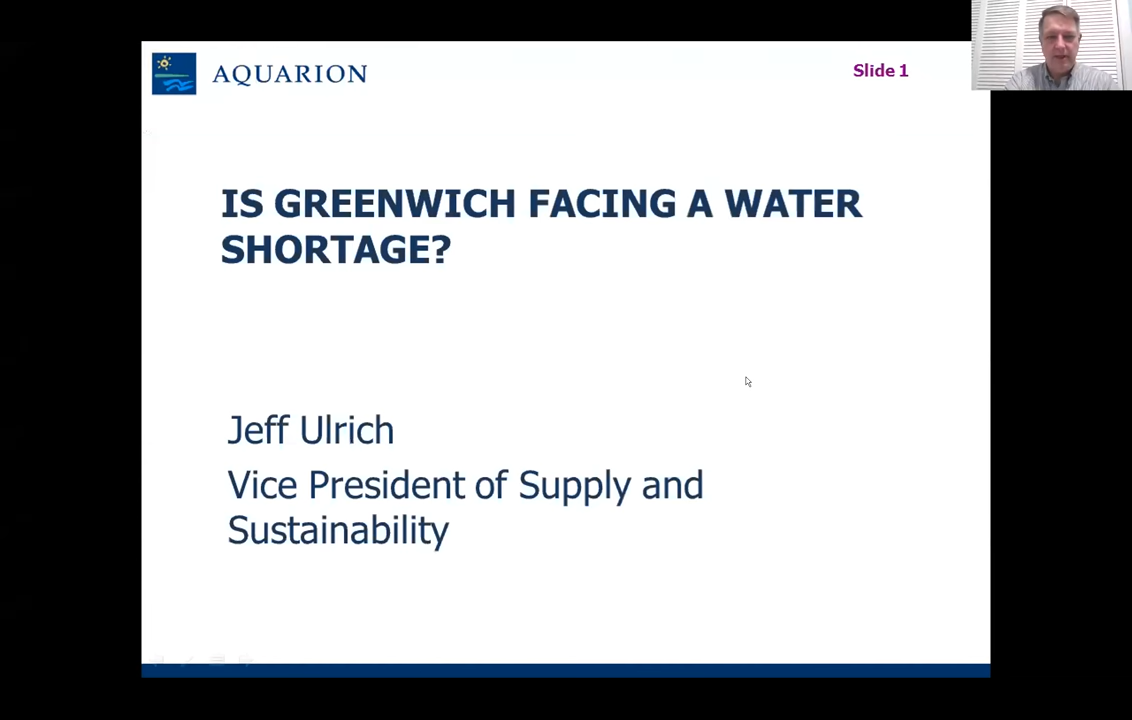 AQUARION
Slide 1
IS GREENWICH FACING A WATER
SHORTAGE?
Jeff Ulrich
Vice President of Supply and
Sustainability